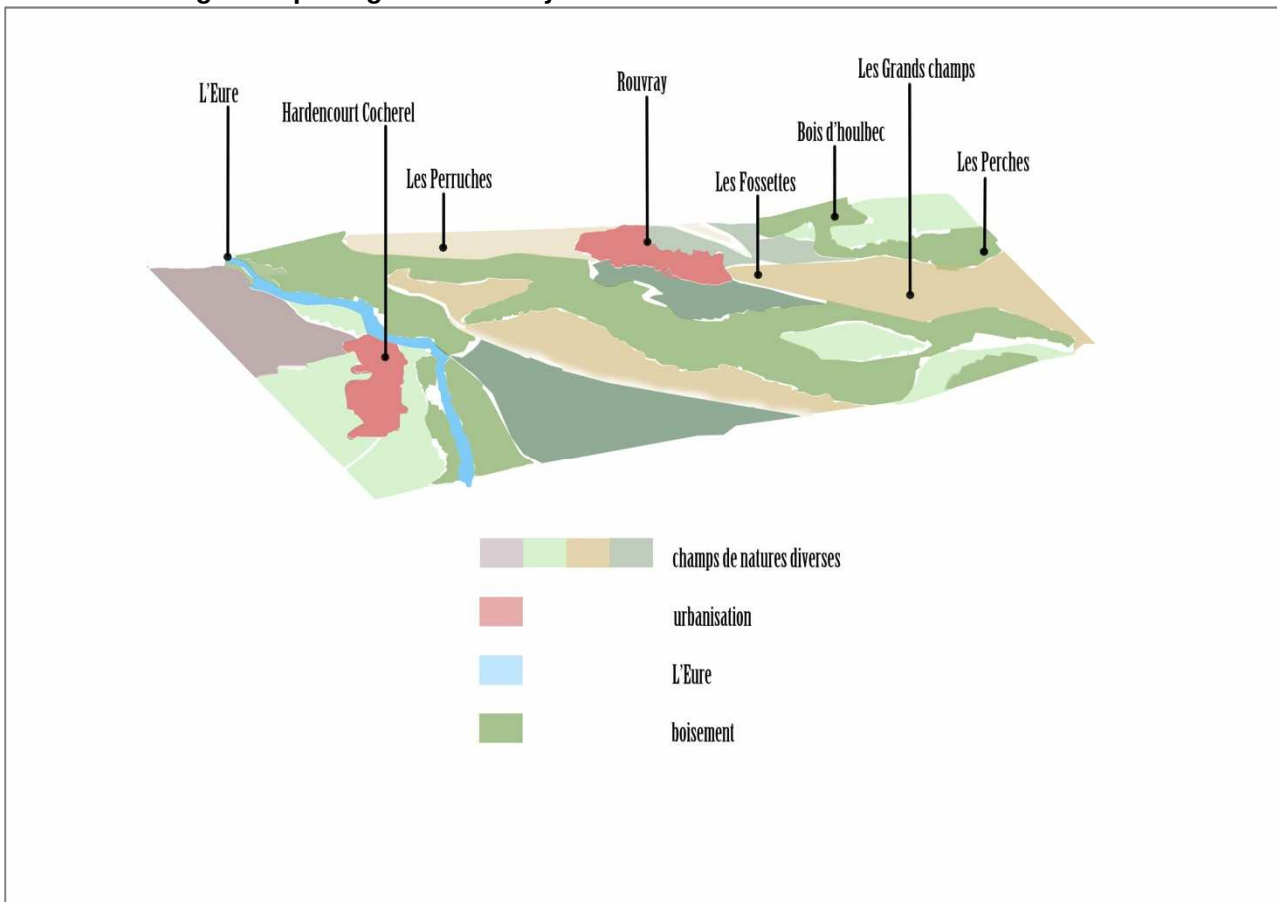 L'Eure
Hardencourt Cocherel
Les Perruches
Rouvray
Les Fossettes
Bois d'houlbec
Les Grands champs
Les Perches
champs de natures diverses
urbanisation
L'Eure
boisement